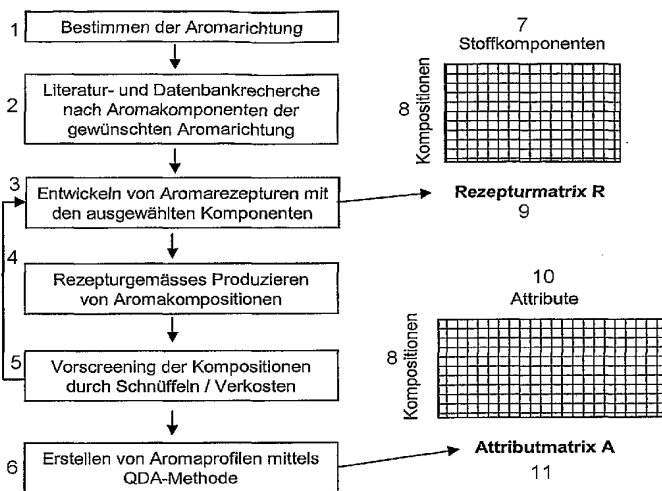 1 Bestimmen der Aromarichtung
2 Literatur- und Datenbankrecherche
nach Aromakomponenten der
gewünschten Aromarichtung
3 Entwickeln von Aromarezepturen mit
den ausgewählten Komponenten
4 Rezepturgemässes Produzieren
von Aromakompositionen
5 Vorscreening der Kompositionen
durch Schnüffeln / Verkosten
6 Erstellen von Aromaprofilen mittels
QDA-Methode
7
Stoffkomponenten
8
Kompositionen
Rezepturmatrix R
9
10
Attribute
8
Kompositionen
Attributmatrix A
11